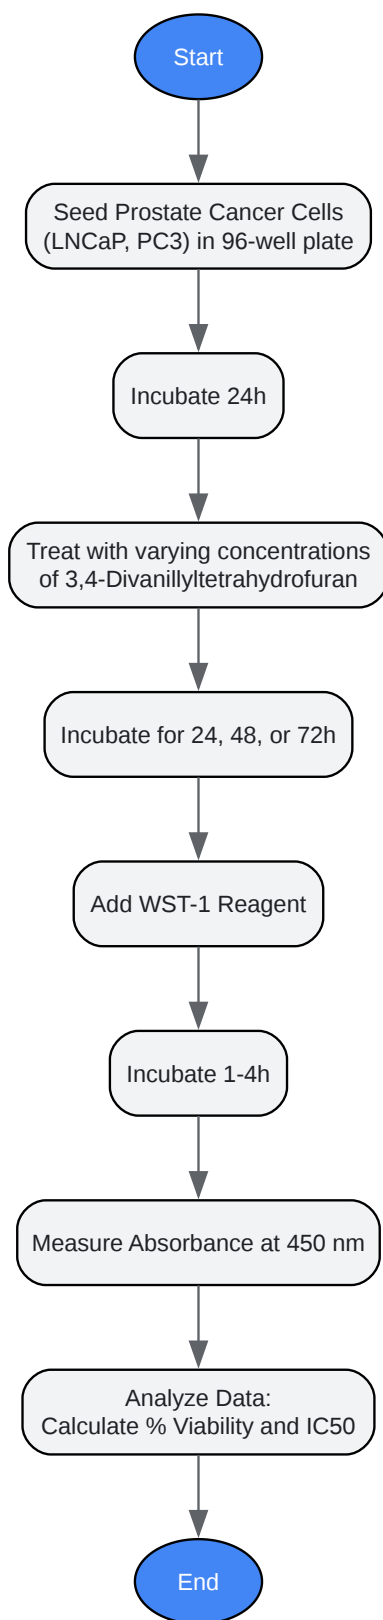 Start
Seed Prostate Cancer Cells
(LNCaP, PC3) in 96-well plate
Incubate 24h
Treat with varying concentrations
of 3,4-Divanillyltetrahydrofuran
Incubate for 24, 48, or 72h
Add WST-1 Reagent
Incubate 1-4h
Measure Absorbance at 450 nm
Analyze Data:
Calculate % Viability and IC50
End